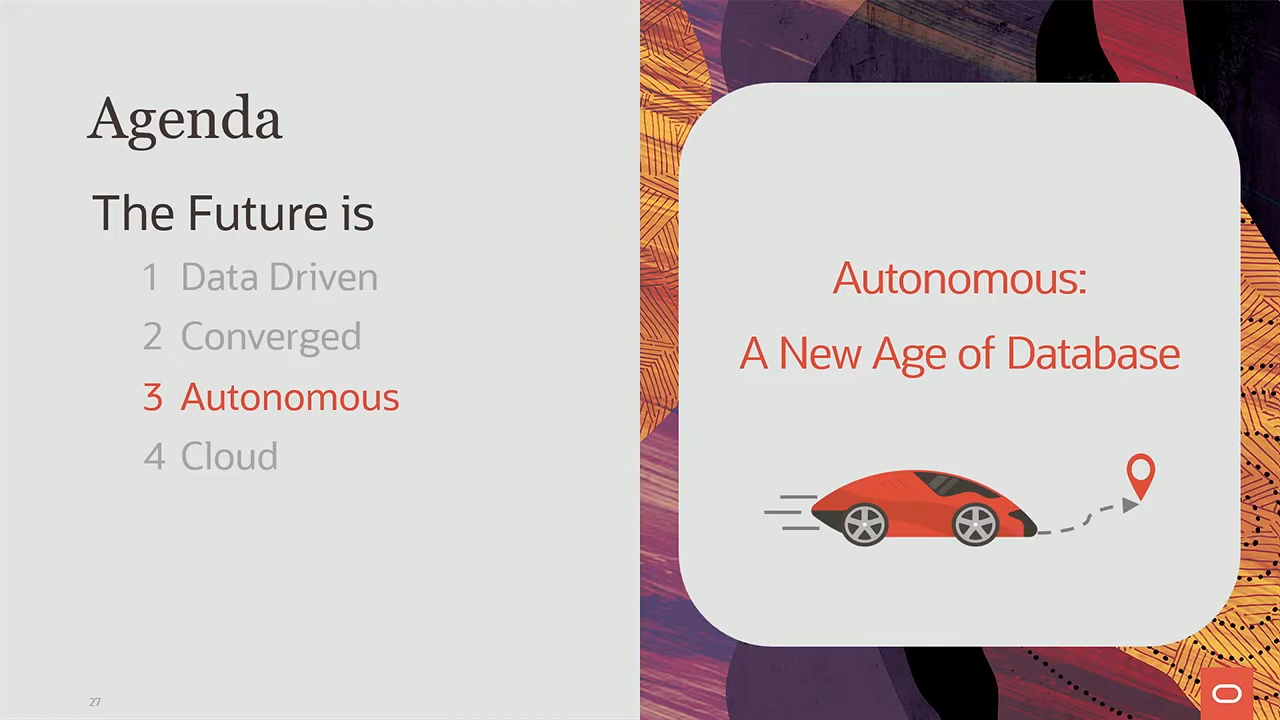 Agenda
The Future is
1 Data Driven
2 Converged
3 Autonomous
4 Cloud
27
Autonomous:
A New Age of Database